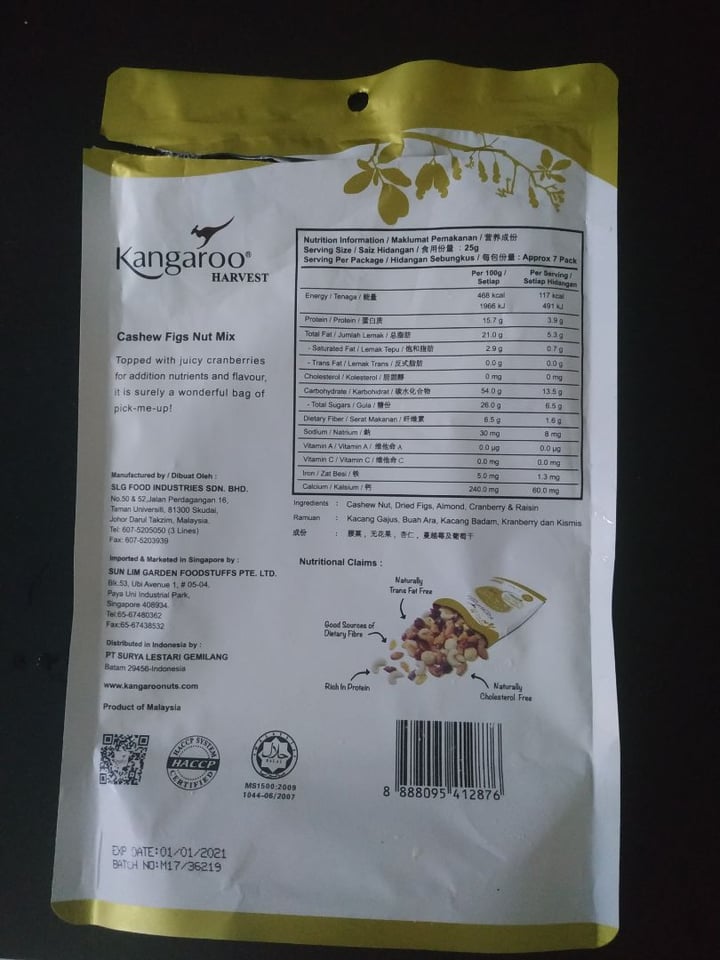 Kangaroo®
HARVEST
Cashew Figs Nut Mix
Topped with juicy cranberries
for addition nutrients and flavour,
it is surely a wonderful bag of
pick-me-up!
Manufactured by / Dibuat Oleh :
SLG FOOD INDUSTRIES SDN. BHD.
No.50 & 52,Jalan Perdagangan 16,
Taman Universiti, 81300 Skudai,
Johor Darul Takzim, Malaysia.
Tel: 607-5205050 (3 Lines)
Fax: 607-5203939
Imported & Marketed in Singapore by :
SUN LIM GARDEN FOODSTUFFS PTE. LTD.
Blk.53, Ubi Avenue 1, # 05-04,
Paya Uni Industrial Park,
Singapore 408934.
Tel:65-67480362
Fax:65-67438532
Distributed in Indonesia by :
PT SURYA LESTARI GEMILANG
Batam 29456-Indonesia
www.kangaroonuts.com
Product of Malaysia
Nutrition Information / Maklumat Pemakanan / 营养成份
Serving Size / Saiz Hidangan / 食用份量 : 25g
Serving Per Package / Hidangan Sebungkus / 每包份量 : Approx 7 Pack
Per 100g / Setiap Per Serving / Setiap Hidangan
Energy / Tenaga / 能量 468 kcal 117 kcal
1966 kJ 491 kJ
Protein / Protein / 蛋白质 15.7 g 3.9 g
Total Fat / Jumlah Lemak / 总脂肪 21.0 g 5.3 g
- Saturated Fat / Lemak Tepu / 饱和脂肪 2.9 g 0.7 g
- Trans Fat / Lemak Trans / 反式脂肪 0.0 g 0.0 g
Cholesterol / Kolesterol / 胆固醇 0 mg 0 mg
Carbohydrate / Karbohidrat / 碳水化合物 54.0 g 13.5 g
- Total Sugars / Gula / 糖份 26.0 g 6.5 g
Dietary Fiber / Serat Makanan / 纤维素 6.5 g 1.6 g
Sodium / Natrium / 钠 30 mg 8 mg
Vitamin A / Vitamin A / 维他命 A 0.0 µg 0.0 µg
Vitamin C / Vitamin C / 维他命 C 0.0 mg 0.0 mg
Iron / Zat Besi / 铁 5.0 mg 1.3 mg
Calcium / Kalsium / 钙 240.0 mg 60.0 mg
Ingredients : Cashew Nut, Dried Figs, Almond, Cranberry & Raisin
Ramuan : Kacang Gajus, Buah Ara, Kacang Badam, Kranberry dan Kismis
成份 : 腰菓, 无花果, 杏仁, 蔓越莓及葡萄干
Nutritional Claims :
Naturally
Trans Fat Free
Good Sources of
Dietary Fibre
Rich In Protein
Naturally
Cholesterol Free
HACCP SYSTEM
HACCP
CERTIFIED
حلال
HALAL
MS1500:2009
1044-06/2007
8 888095 412876
EXP DATE:01/01/2021
BATCH NO:M17/36219